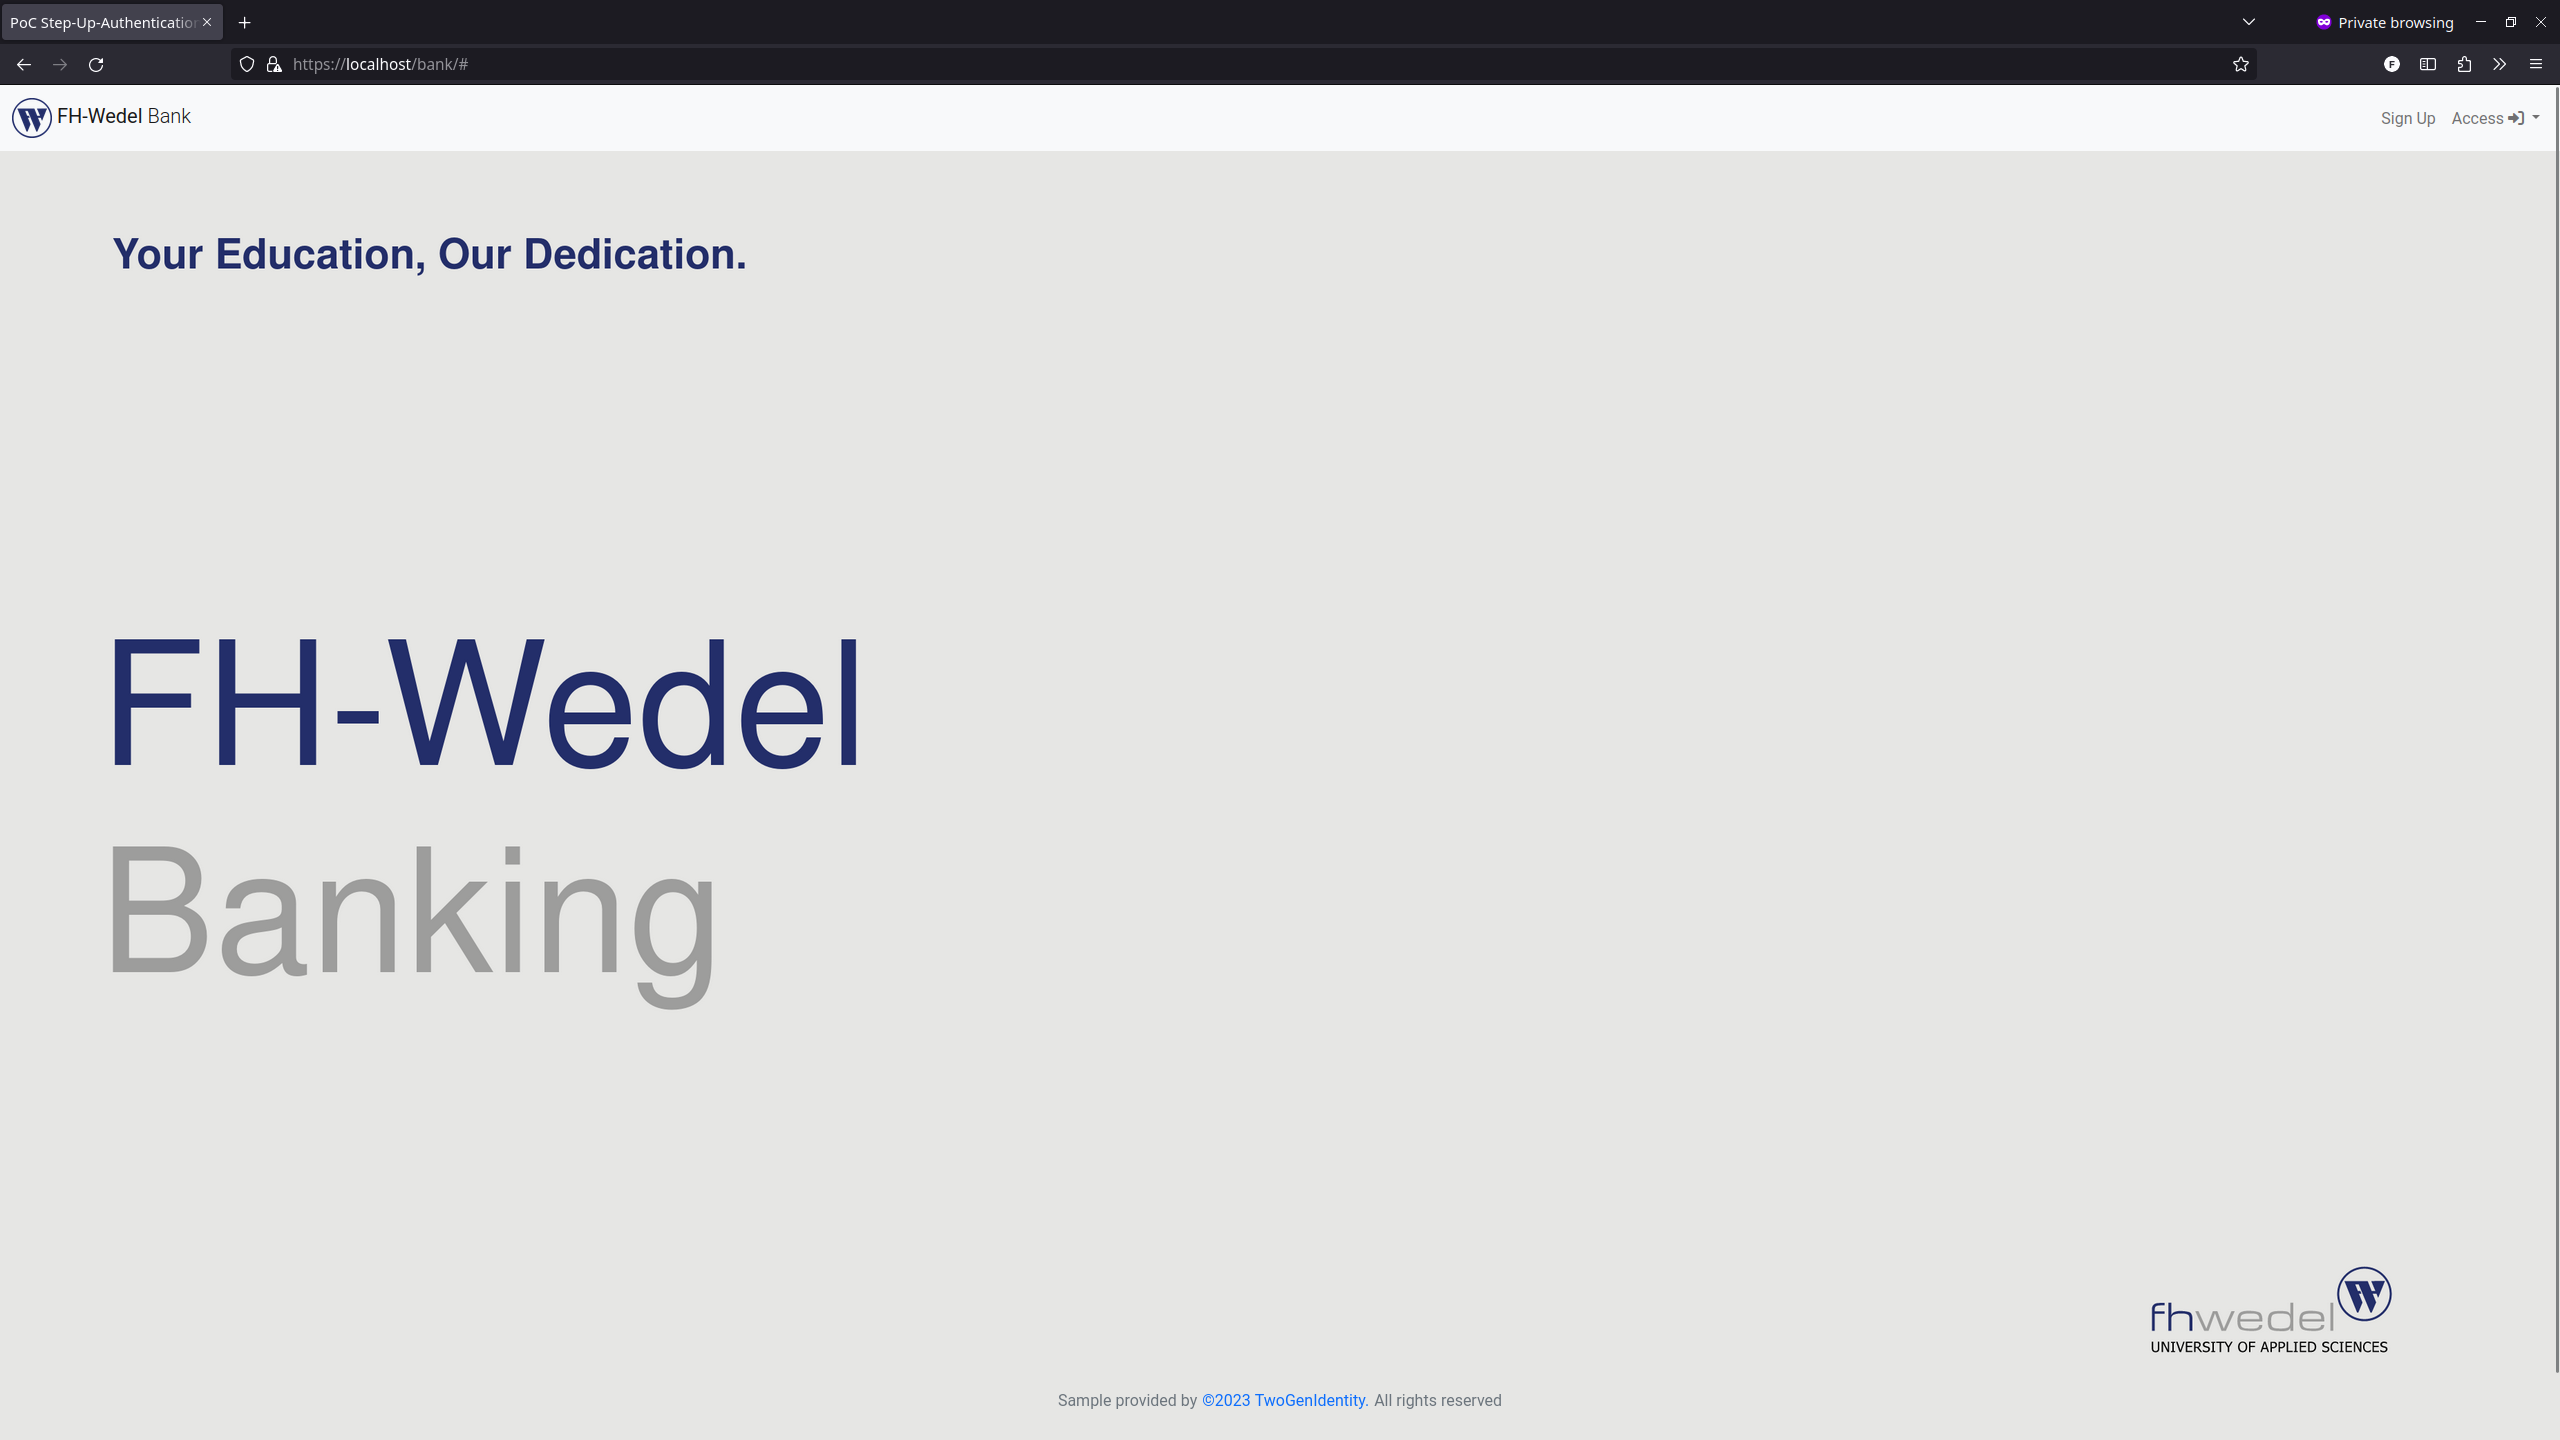 PoC Step-Up-Authentication
Private browsing
https://localhost/bank/#
FH-Wedel Bank
Sign Up
Access
Your Education, Our Dedication.
FH-Wedel
Banking
fhwedel
UNIVERSITY OF APPLIED SCIENCES
Sample provided by ©2023 TwoGenIdentity. All rights reserved